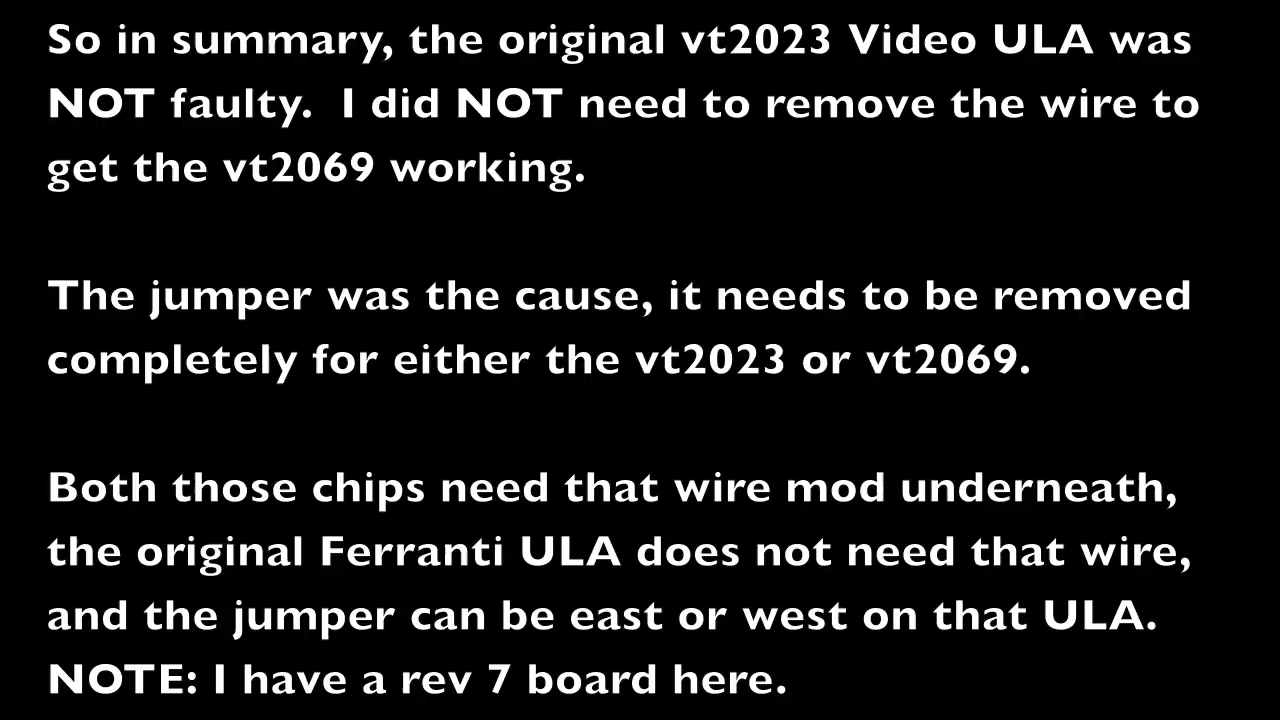 So in summary, the original vt2023 Video ULA was
NOT faulty.  I did NOT need to remove the wire to
get the vt2069 working.
The jumper was the cause, it needs to be removed
completely for either the vt2023 or vt2069.
Both those chips need that wire mod underneath,
the original Ferranti ULA does not need that wire,
and the jumper can be east or west on that ULA.
NOTE: I have a rev 7 board here.